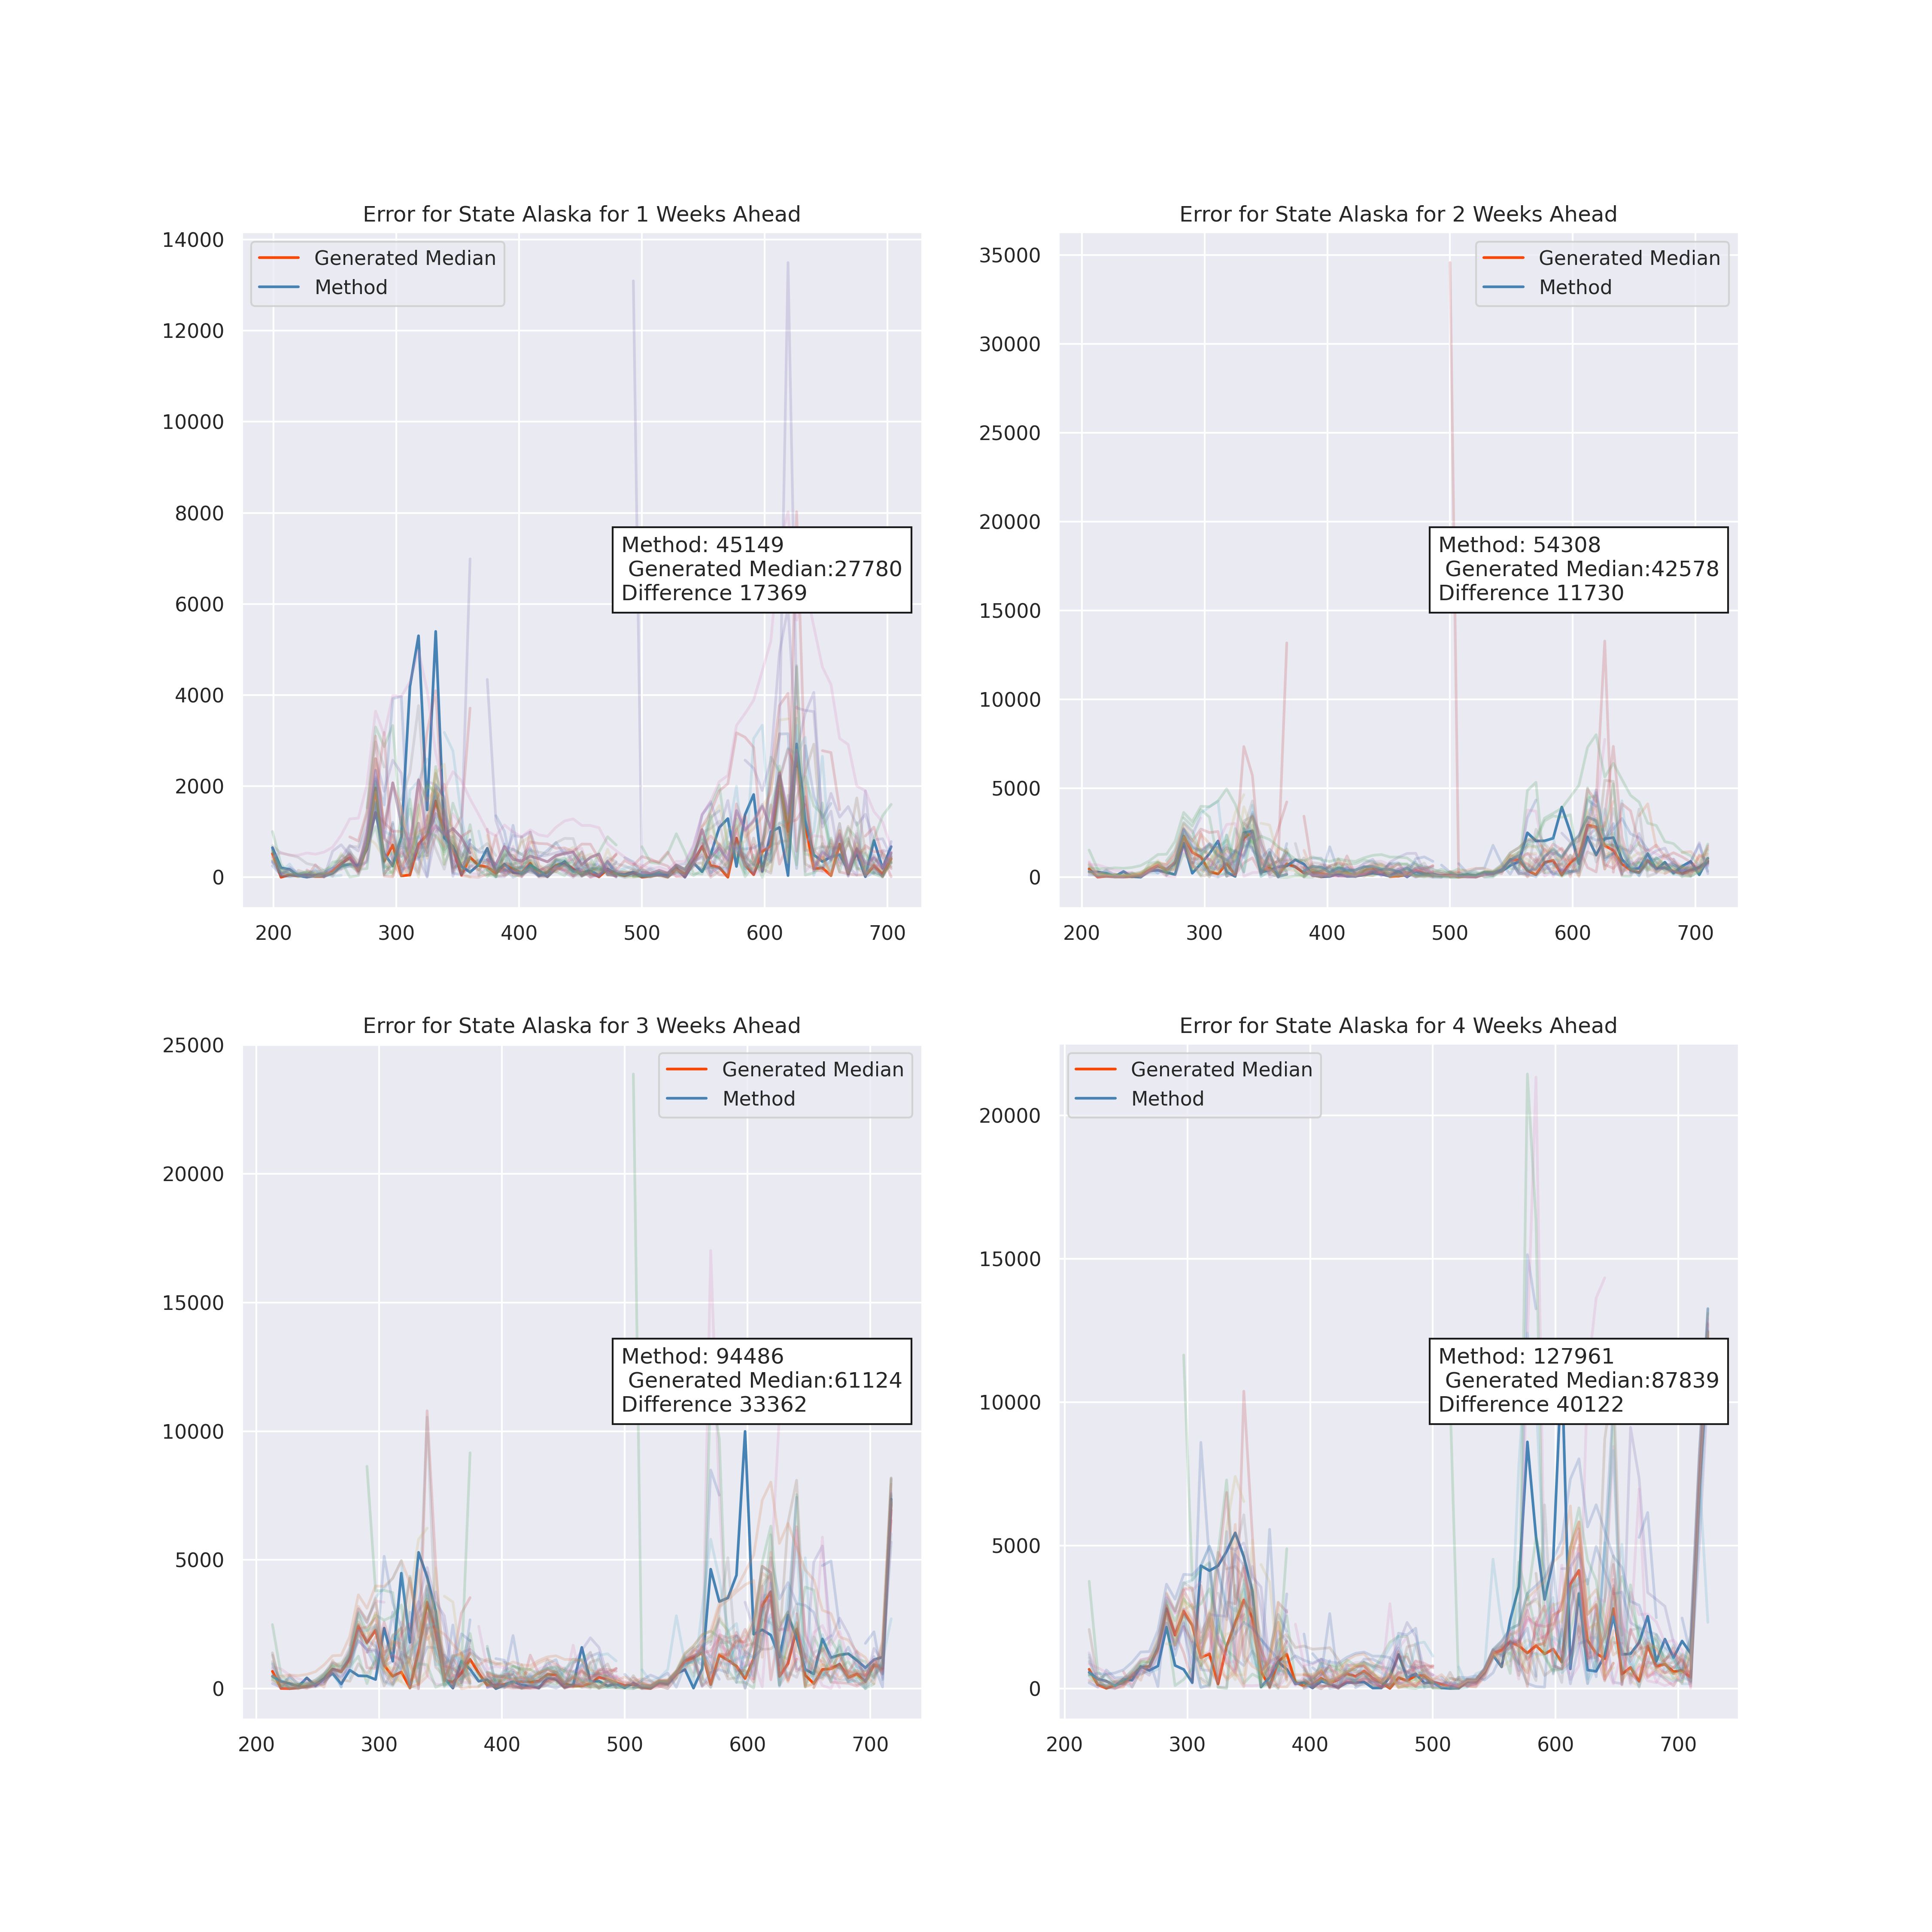 Error for State Alaska for 1 Weeks Ahead
14000
12000
10000
8000
6000
4000
2000
0
200 300 400 500 600 700
Generated Median
Method
Method: 45149
Generated Median:27780
Difference 17369
Error for State Alaska for 2 Weeks Ahead
35000
30000
25000
20000
15000
10000
5000
0
200 300 400 500 600 700
Generated Median
Method
Method: 54308
Generated Median:42578
Difference 11730
Error for State Alaska for 3 Weeks Ahead
25000
20000
15000
10000
5000
0
200 300 400 500 600 700
Generated Median
Method
Method: 94486
Generated Median:61124
Difference 33362
Error for State Alaska for 4 Weeks Ahead
20000
15000
10000
5000
0
200 300 400 500 600 700
Generated Median
Method
Method: 127961
Generated Median:87839
Difference 40122